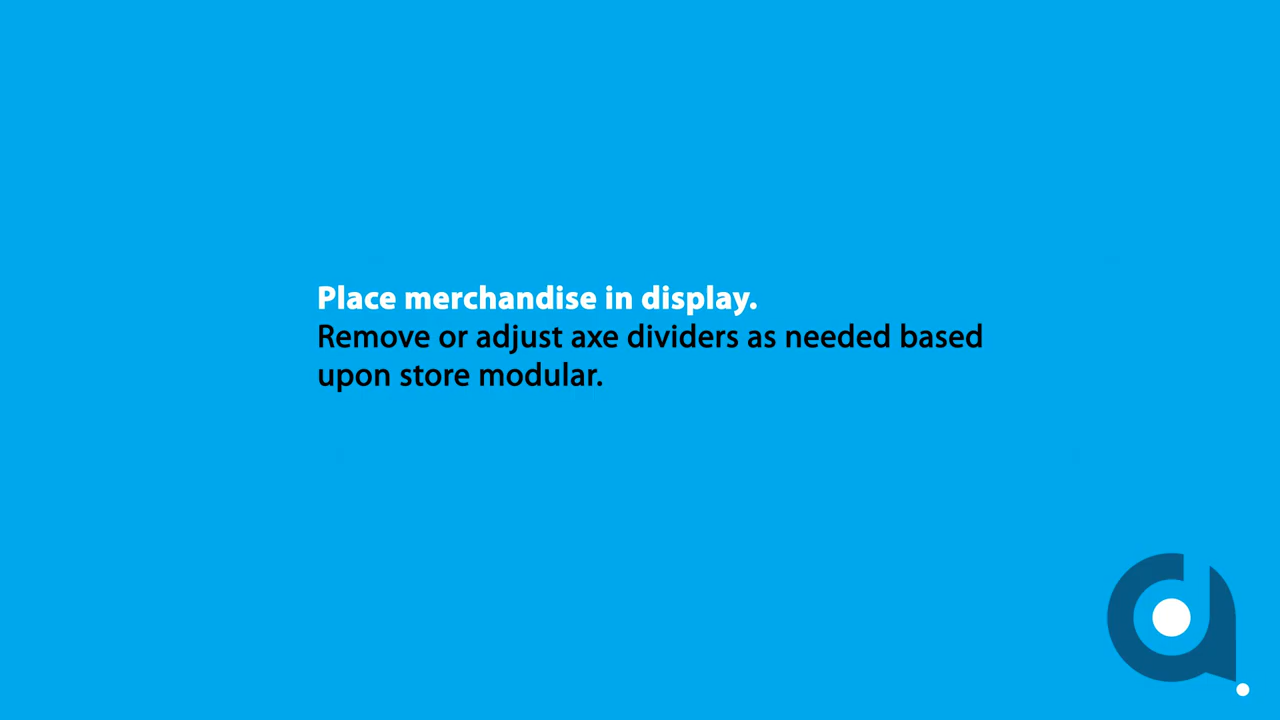 Place merchandise in display.
Remove or adjust axe dividers as needed based
upon store modular.